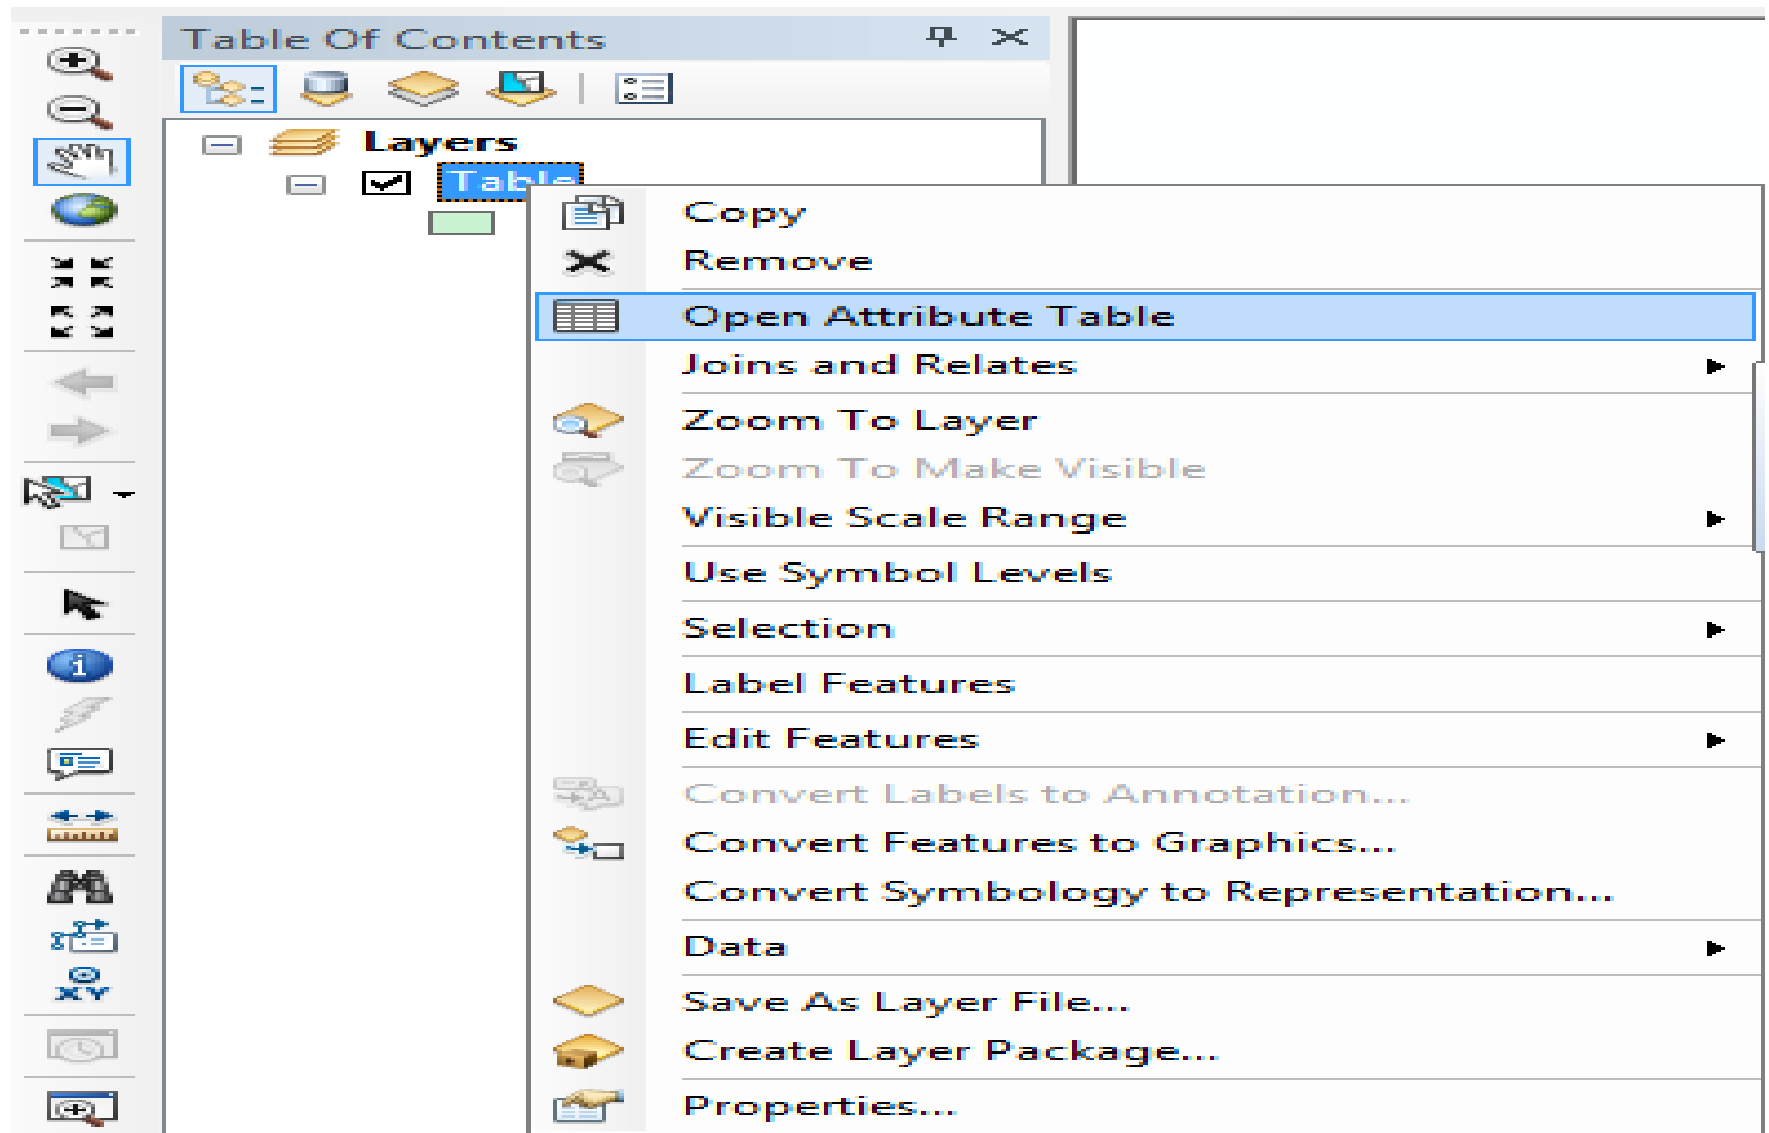 Table Of Contents
Layers
Table
Copy
Remove
Open Attribute Table
Joins and Relates
Zoom To Layer
Zoom To Make Visible
Visible Scale Range
Use Symbol Levels
Selection
Label Features
Edit Features
Convert Labels to Annotation...
Convert Features to Graphics...
Convert Symbology to Representation...
Data
Save As Layer File...
Create Layer Package...
Properties...